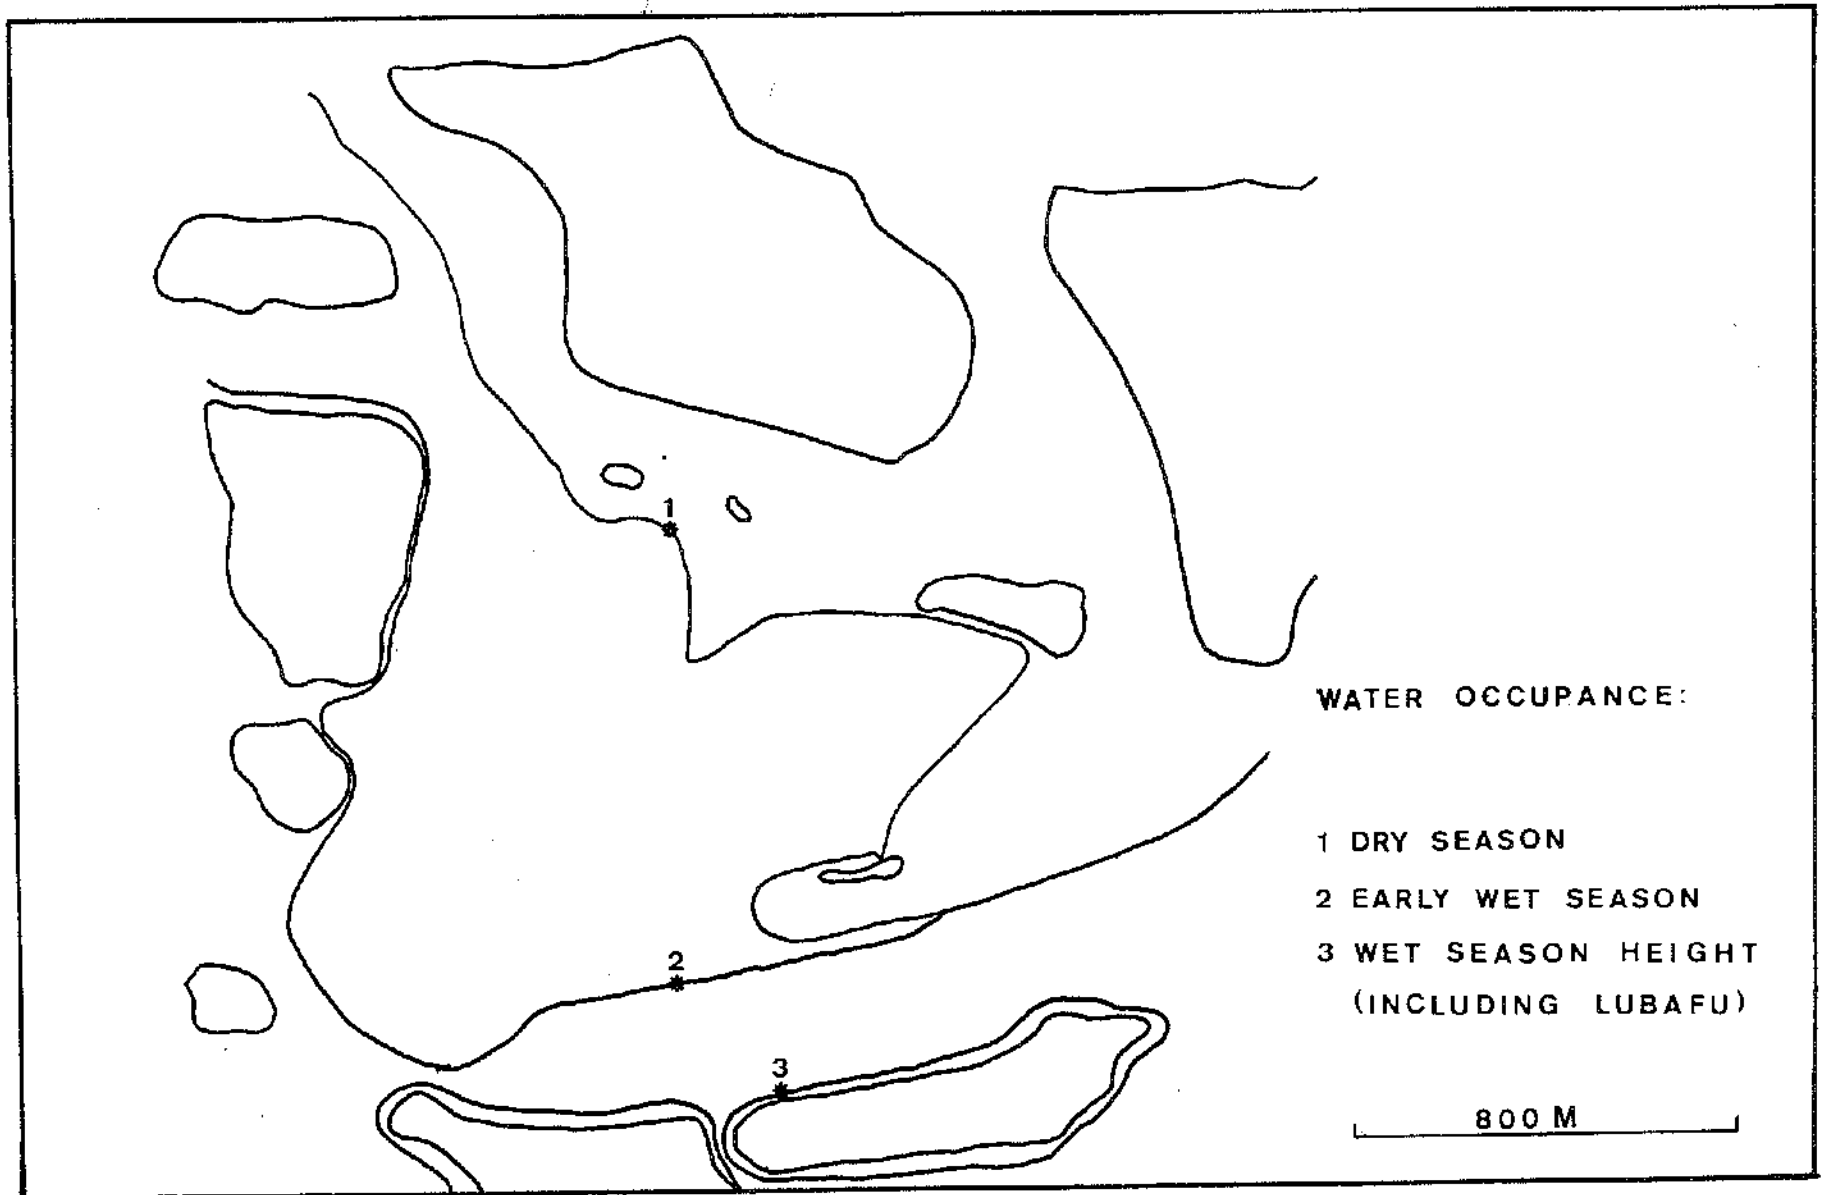 1
2
3
WATER OCCUPANCE:
1 DRY SEASON
2 EARLY WET SEASON
3 WET SEASON HEIGHT
(INCLUDING LUBAFU)
800 M